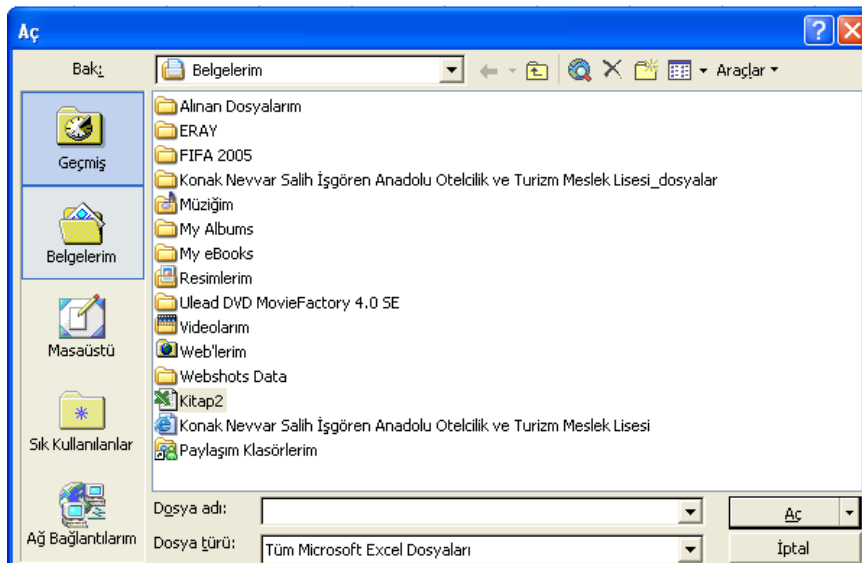 Aç
Bak:
Belgelerim
Araçlar
Geçmiş
Belgelerim
Masaüstü
Sık Kullanılanlar
Ağ Bağlantılarım
Alınan Dosyalarım
ERAY
FIFA 2005
Konak Nevvar Salih İşgören Anadolu Otelcilik ve Turizm Meslek Lisesi_dosyalar
Müziğim
My Albums
My eBooks
Resimlerim
Ulead DVD MovieFactory 4.0 SE
Videolarım
Web'lerim
Webshots Data
Kitap2
Konak Nevvar Salih İşgören Anadolu Otelcilik ve Turizm Meslek Lisesi
Paylaşım Klasörlerim
Dosya adı:
Aç
Dosya türü:
Tüm Microsoft Excel Dosyaları
İptal